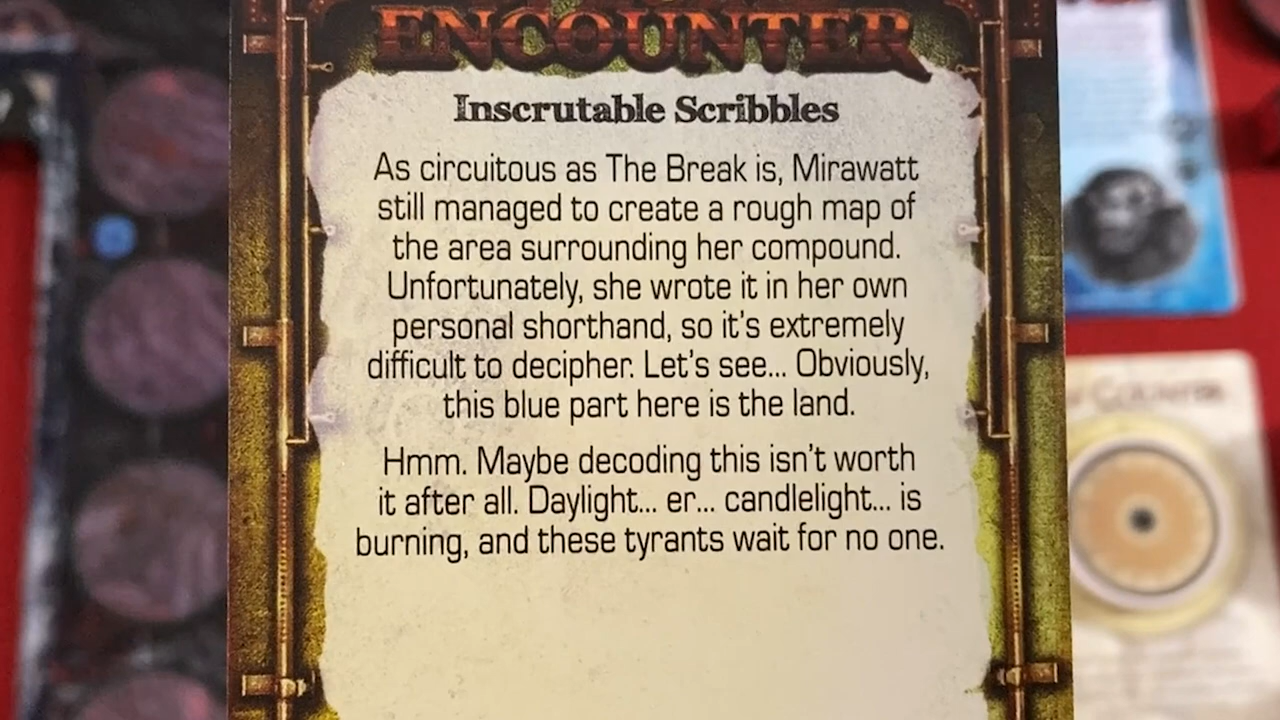 ENCOUNTER
Inscrutable Scribbles
As circuitous as The Break is, Mirawatt
still managed to create a rough map of
the area surrounding her compound.
Unfortunately, she wrote it in her own
personal shorthand, so it's extremely
difficult to decipher. Let's see... Obviously,
this blue part here is the land.
Hmm. Maybe decoding this isn't worth
it after all. Daylight... er... candlelight... is
burning, and these tyrants wait for no one.